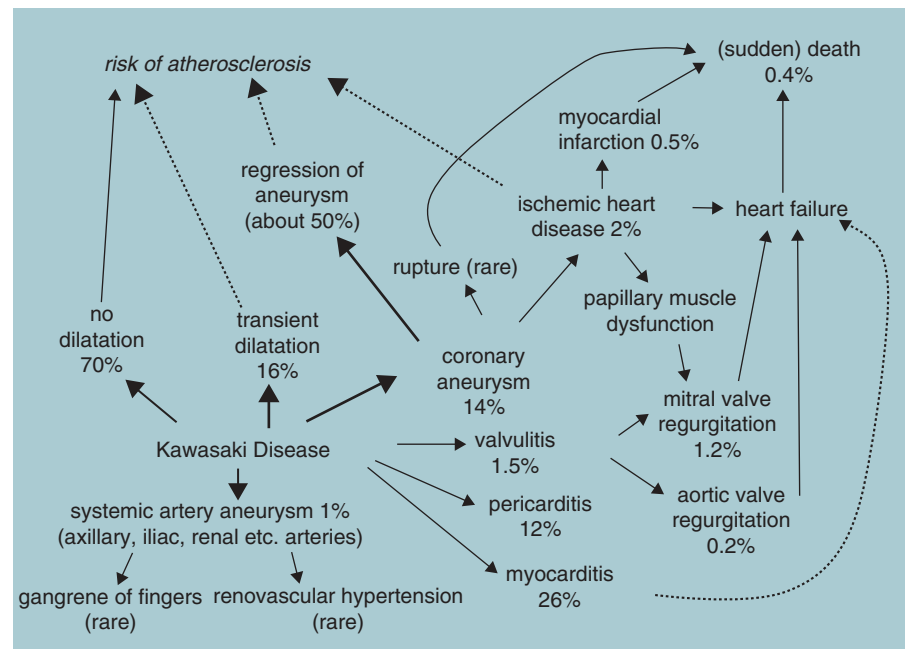 risk of atherosclerosis
(sudden) death
0.4%
myocardial
infarction 0.5%
regression of
aneurysm
(about 50%)
ischemic heart
disease 2%
heart failure
rupture (rare)
papillary muscle
dysfunction
no
dilatation
70%
transient
dilatation
16%
coronary
aneurysm
14%
mitral valve
regurgitation
1.2%
Kawasaki Disease
valvulitis
1.5%
aortic valve
regurgitation
0.2%
pericarditis
12%
systemic artery aneurysm 1%
(axillary, iliac, renal etc. arteries)
myocarditis
26%
gangrene of fingers
(rare)
renovascular hypertension
(rare)